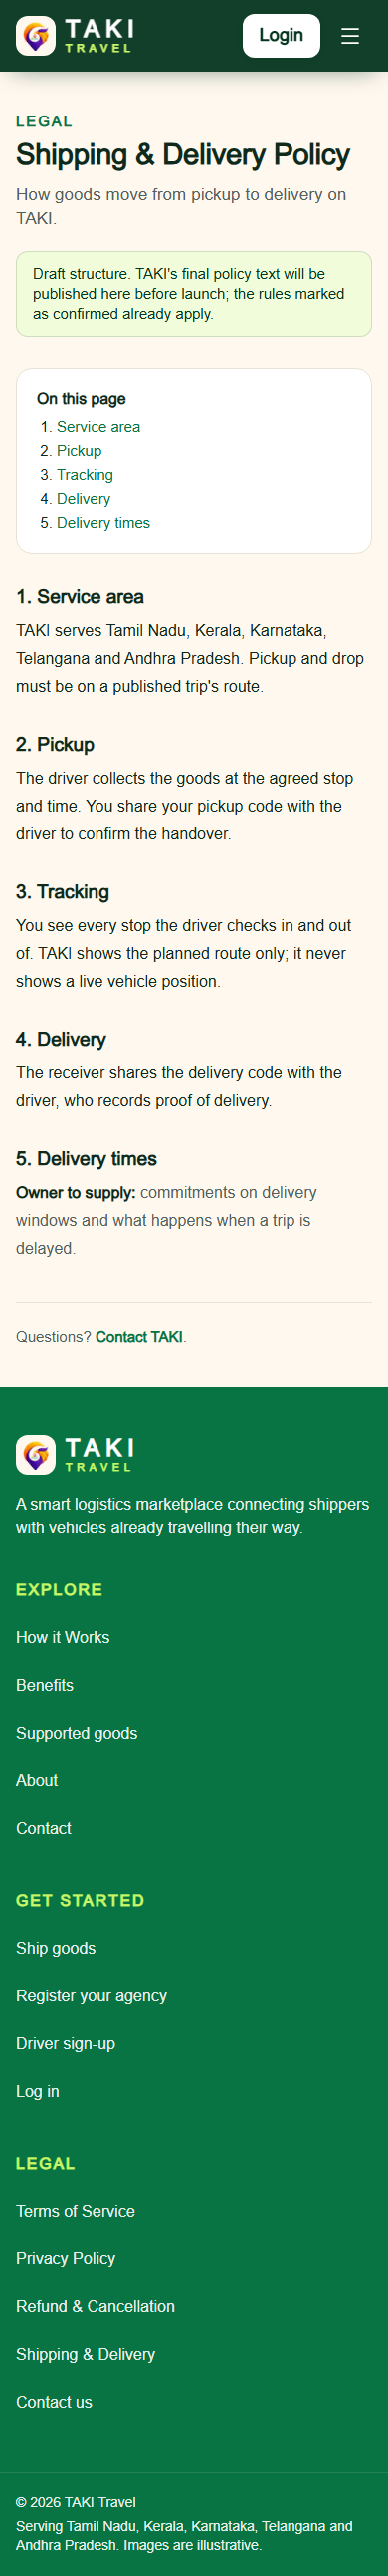 TAKI
TRAVEL
Login
LEGAL
Shipping & Delivery Policy
How goods move from pickup to delivery on
TAKI.
Draft structure. TAKI's final policy text will be
published here before launch; the rules marked
as confirmed already apply.
On this page
1. Service area
2. Pickup
3. Tracking
4. Delivery
5. Delivery times
1. Service area
TAKI serves Tamil Nadu, Kerala, Karnataka,
Telangana and Andhra Pradesh. Pickup and drop
must be on a published trip's route.
2. Pickup
The driver collects the goods at the agreed stop
and time. You share your pickup code with the
driver to confirm the handover.
3. Tracking
You see every stop the driver checks in and out
of. TAKI shows the planned route only; it never
shows a live vehicle position.
4. Delivery
The receiver shares the delivery code with the
driver, who records proof of delivery.
5. Delivery times
Owner to supply: commitments on delivery
windows and what happens when a trip is
delayed.
Questions? Contact TAKI.
TAKI
TRAVEL
A smart logistics marketplace connecting shippers
with vehicles already travelling their way.
EXPLORE
How it Works
Benefits
Supported goods
About
Contact
GET STARTED
Ship goods
Register your agency
Driver sign-up
Log in
LEGAL
Terms of Service
Privacy Policy
Refund & Cancellation
Shipping & Delivery
Contact us
© 2026 TAKI Travel
Serving Tamil Nadu, Kerala, Karnataka, Telangana and
Andhra Pradesh. Images are illustrative.